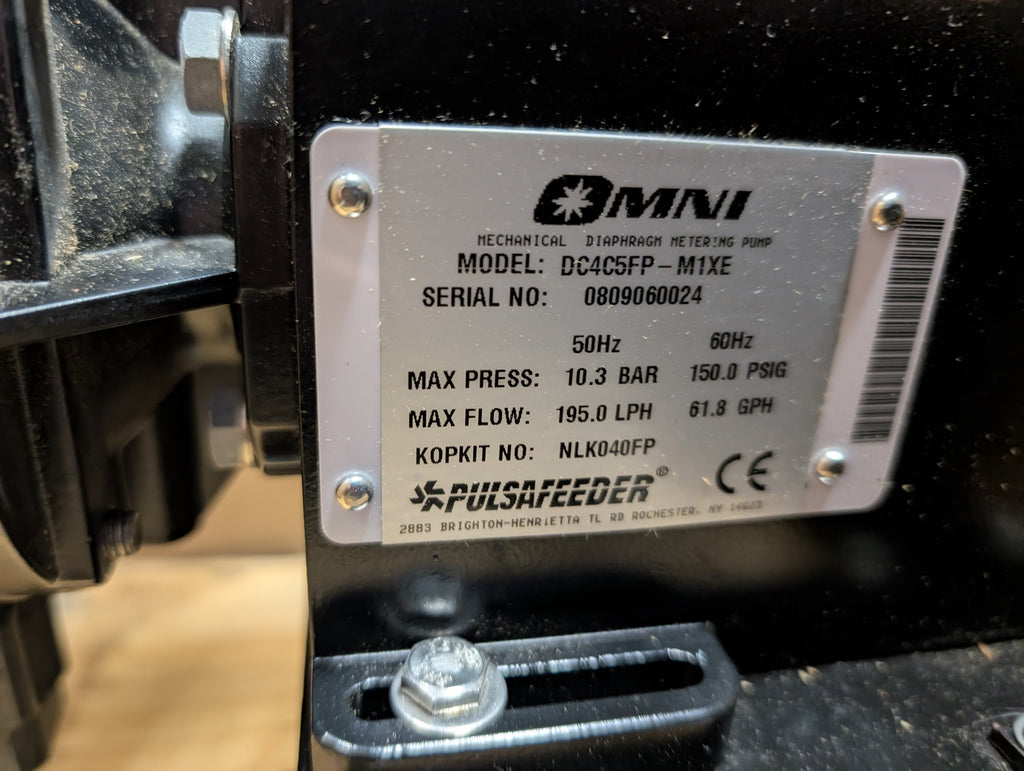 OMNI
MECHANICAL DIAPHRAGM METERING PUMP
MODEL: DC4C5FP-M1XE
SERIAL NO: 0809060024
50Hz 60Hz
MAX PRESS: 10.3 BAR 150.0 PSIG
MAX FLOW: 195.0 LPH 61.8 GPH
KOPKIT NO: NLK040FP
PULSAFEEDER® CE
2883 BRIGHTON-HENRIETTA TL RD ROCHESTER, NY 14623